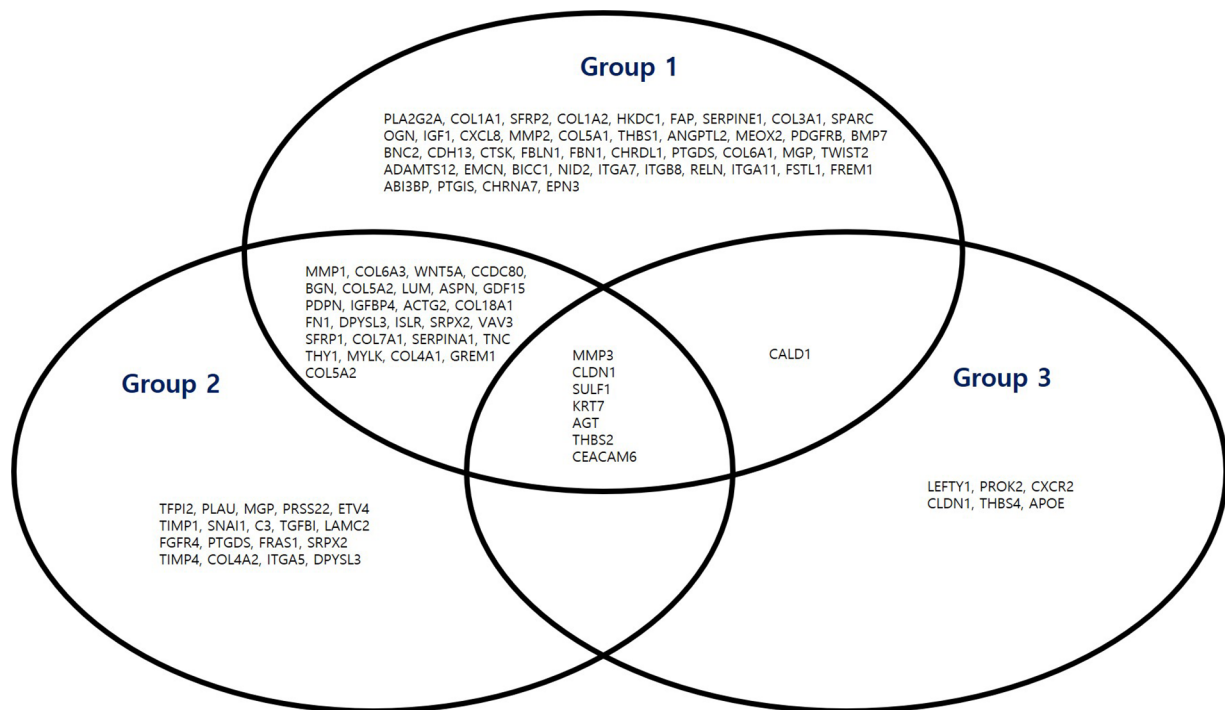 Group 1
PLA2G2A, COL1A1, SFRP2, COL1A2, HKDC1, FAP, SERPINE1, COL3A1, SPARC
OGN, IGF1, CXCL8, MMP2, COL5A1, THBS1, ANGPTL2, MEOX2, PDGFRB, BMP7
BNC2, CDH13, CTSK, FBLN1, FBN1, CHRDL1, PTGDS, COL6A1, MGP, TWIST2
ADAMTS12, EMCN, BICC1, NID2, ITGA7, ITGB8, RELN, ITGA11, FSTL1, FREM1
ABI3BP, PTGIS, CHRNA7, EPN3
MMP1, COL6A3, WNT5A, CCDC80,
BGN, COL5A2, LUM, ASPN, GDF15
PDPN, IGFBP4, ACTG2, COL18A1
FN1, DPYSL3, ISLR, SRPX2, VAV3
SFRP1, COL7A1, SERPINA1, TNC
THY1, MYLK, COL4A1, GREM1
COL5A2
MMP3
CLDN1
SULF1
KRT7
AGT
THBS2
CEACAM6
CALD1
Group 2
Group 3
TFPI2, PLAU, MGP, PRSS22, ETV4
TIMP1, SNAI1, C3, TGFBI, LAMC2
FGFR4, PTGDS, FRAS1, SRPX2
TIMP4, COL4A2, ITGA5, DPYSL3
LEFTY1, PROK2, CXCR2
CLDN1, THBS4, APOE